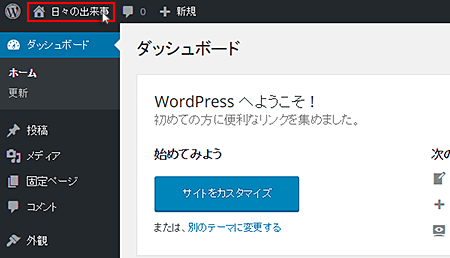 日々の出来事 0 新規
ダッシュボード
ホーム
更新
投稿
メディア
固定ページ
コメント
外観
ダッシュボード
WordPress へようこそ！
初めての方に便利なリンクを集めました。
始めてみよう
次の
サイトをカスタマイズ
または、別のテーマに変更する